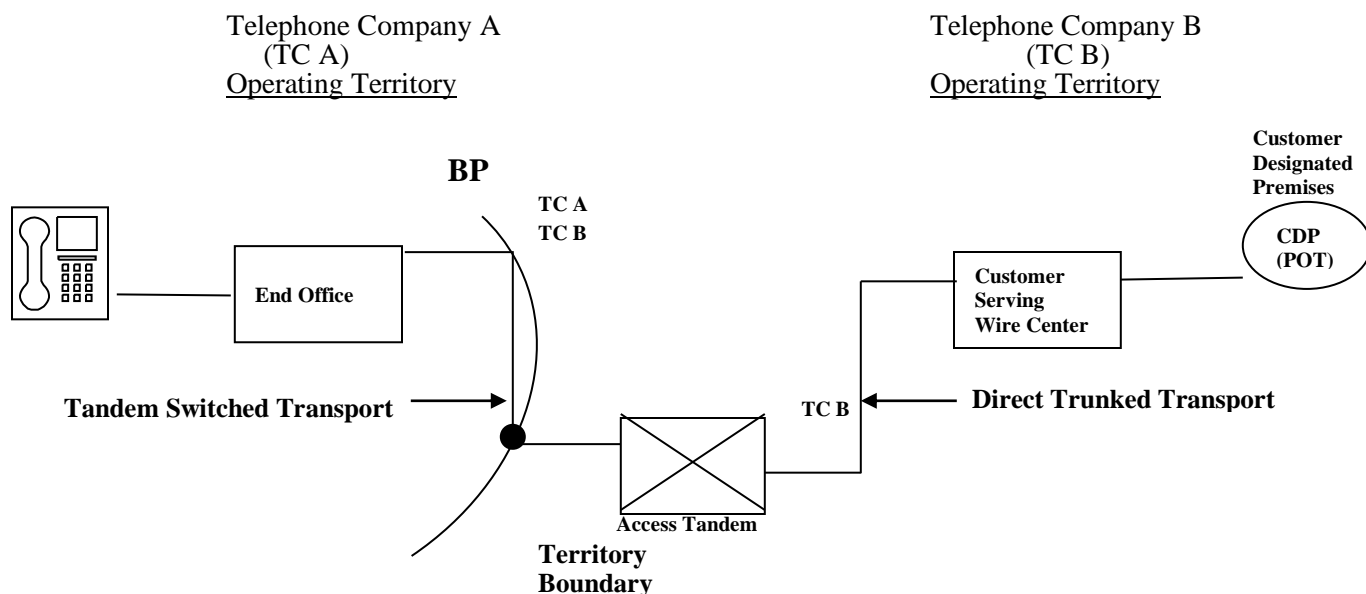 Telephone Company A
(TC A)
Operating Territory
Telephone Company B
(TC B)
Operating Territory
Customer
Designated
Premises
BP
TC A
TC B
CDP
(POT)
End Office
Customer
Serving
Wire Center
Tandem Switched Transport
TC B
Direct Trunked Transport
Access Tandem
Territory
Boundary